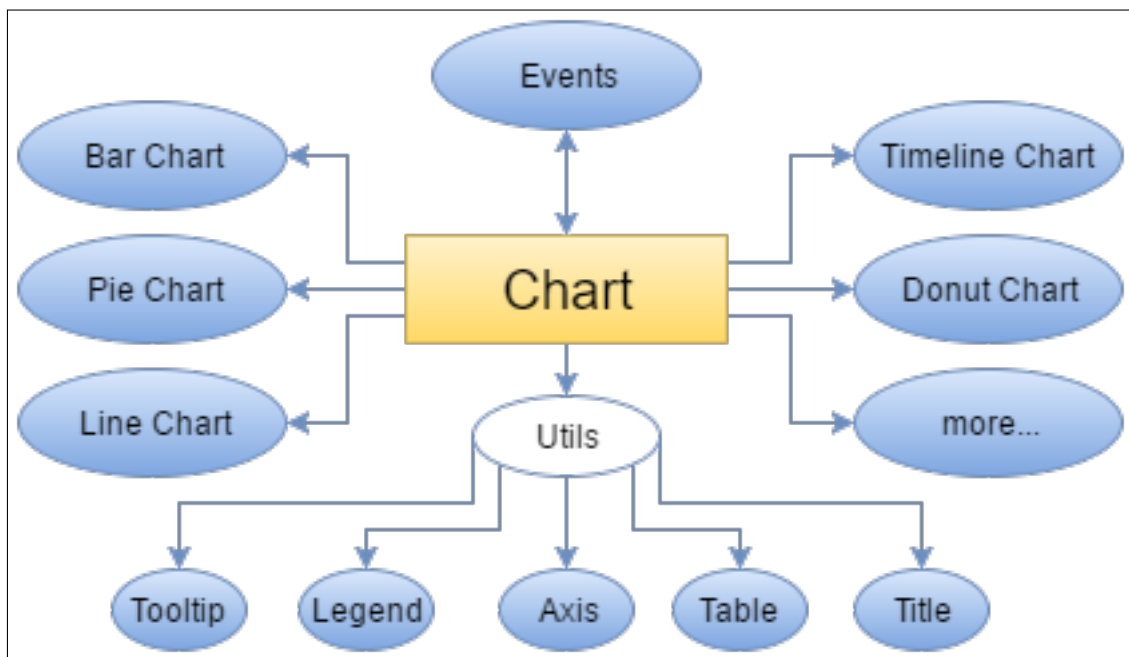 Events
Bar Chart
Timeline Chart
Chart
Pie Chart
Donut Chart
Line Chart
more...
Utils
Tooltip
Legend
Axis
Table
Title